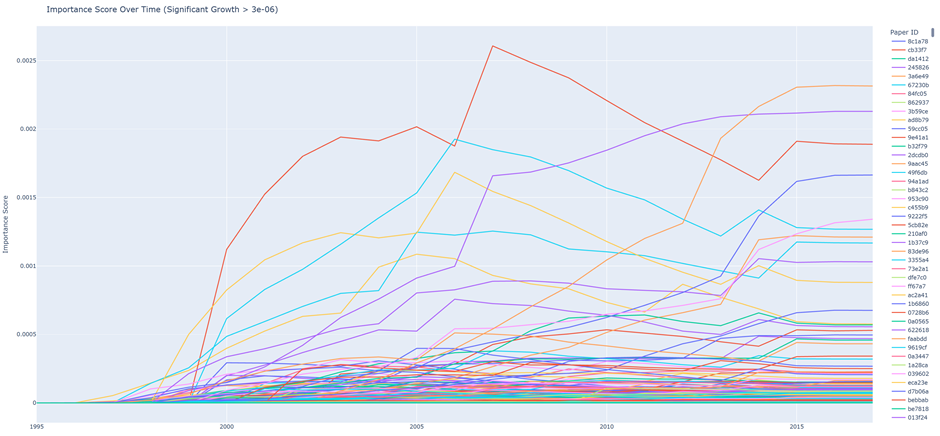 Importance Score Over Time (Significant Growth > 3e-06)
Paper ID
8c1a78
cb33f7
da1412
245826
3a6e49
67230b
84fc05
862937
3b59ce
ad8b79
59cc05
9e41a1
b32f79
2dcdb0
9aac45
49f6db
94a1ad
b843c2
953c90
c455b9
9222f5
5cb82e
210af0
1b37c9
83de96
3355a4
73e2a1
dfe7c0
ff67a7
ac2a41
1b6860
0728b6
0a0565
622618
faabdd
9619cf
0a3447
1a28ca
039602
eca23e
d7b06a
bebbab
be7818
013f24
Importance Score
0.0025
0.002
0.0015
0.001
0.0005
0
1995
2000
2005
2010
2015